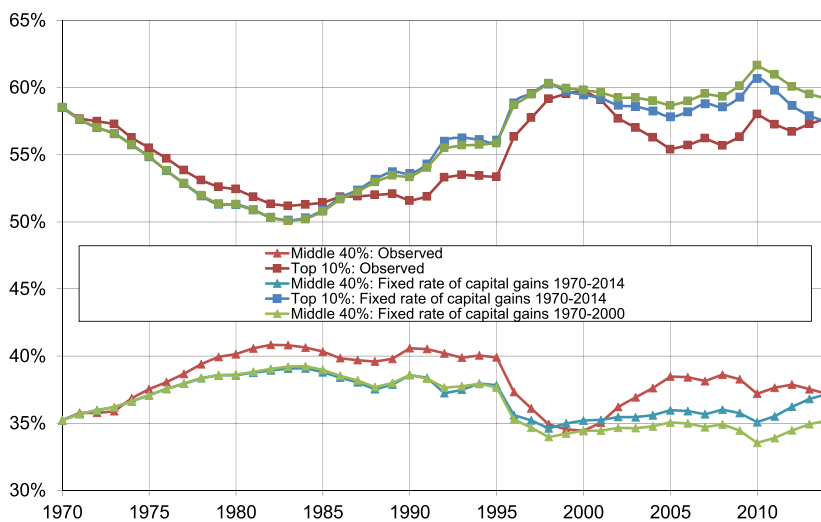 65%
60%
55%
50%
Middle 40%: Observed
Top 10%: Observed
Middle 40%: Fixed rate of capital gains 1970-2014
Top 10%: Fixed rate of capital gains 1970-2014
Middle 40%: Fixed rate of capital gains 1970-2000
45%
40%
35%
30%
1970 1975 1980 1985 1990 1995 2000 2005 2010